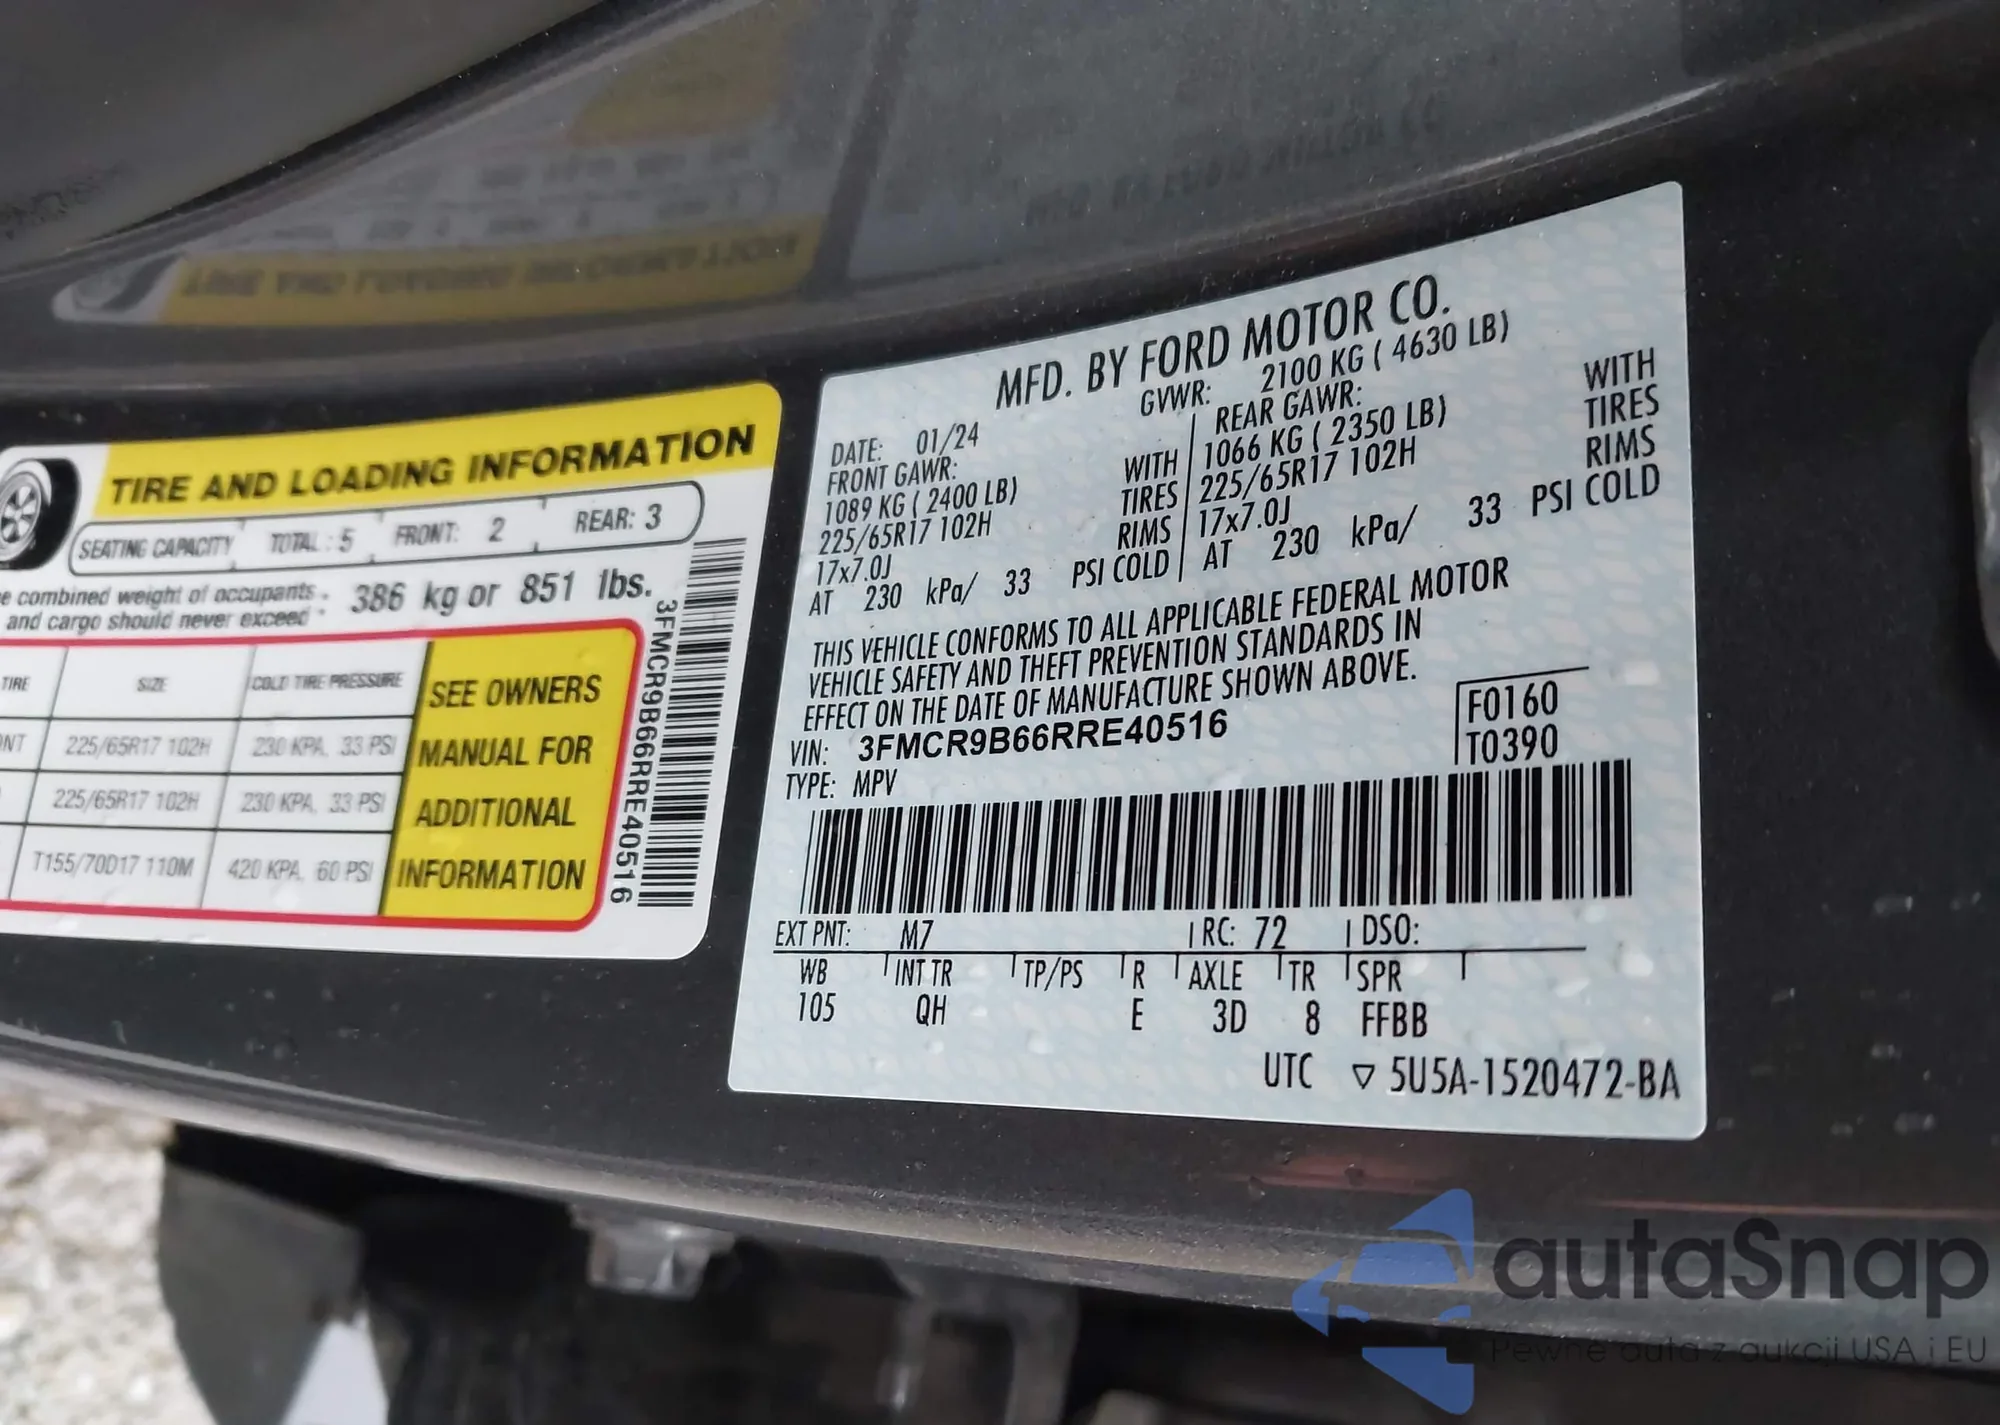 TIRE AND LOADING INFORMATION
SEATING CAPACITY TOTAL : 5 FRONT: 2 REAR: 3
e combined weight of occupants 386 kg or 851 lbs.
and cargo should never exceed
TIRE SIZE COLD TIRE PRESSURE SEE OWNERS
NT 225/65R17 102H 230 KPA, 33 PSI MANUAL FOR
225/65R17 102H 230 KPA, 33 PSI ADDITIONAL
T155/70D17 110M 420 KPA, 60 PSI INFORMATION
3FMCR9B66RRE40516
MFD. BY FORD MOTOR CO.
DATE: 01/24 GVWR: 2100 KG ( 4630 LB)
FRONT GAWR: REAR GAWR:
1089 KG ( 2400 LB) WITH 1066 KG ( 2350 LB) WITH
225/65R17 102H TIRES 225/65R17 102H TIRES
17x7.0J RIMS 17x7.0J RIMS
AT 230 kPa/ 33 PSI COLD AT 230 kPa/ 33 PSI COLD
THIS VEHICLE CONFORMS TO ALL APPLICABLE FEDERAL MOTOR
VEHICLE SAFETY AND THEFT PREVENTION STANDARDS IN
EFFECT ON THE DATE OF MANUFACTURE SHOWN ABOVE.
VIN: 3FMCR9B66RRE40516 F0160
TYPE: MPV T0390
EXT PNT: M7 RC: 72 DSO:
WB INT TR TP/PS R AXLE TR SPR
105 QH E 3D 8 FFBB
UTC ▽ 5U5A-1520472-BA
autaSnap
Pewne auta z aukcji USA i EU